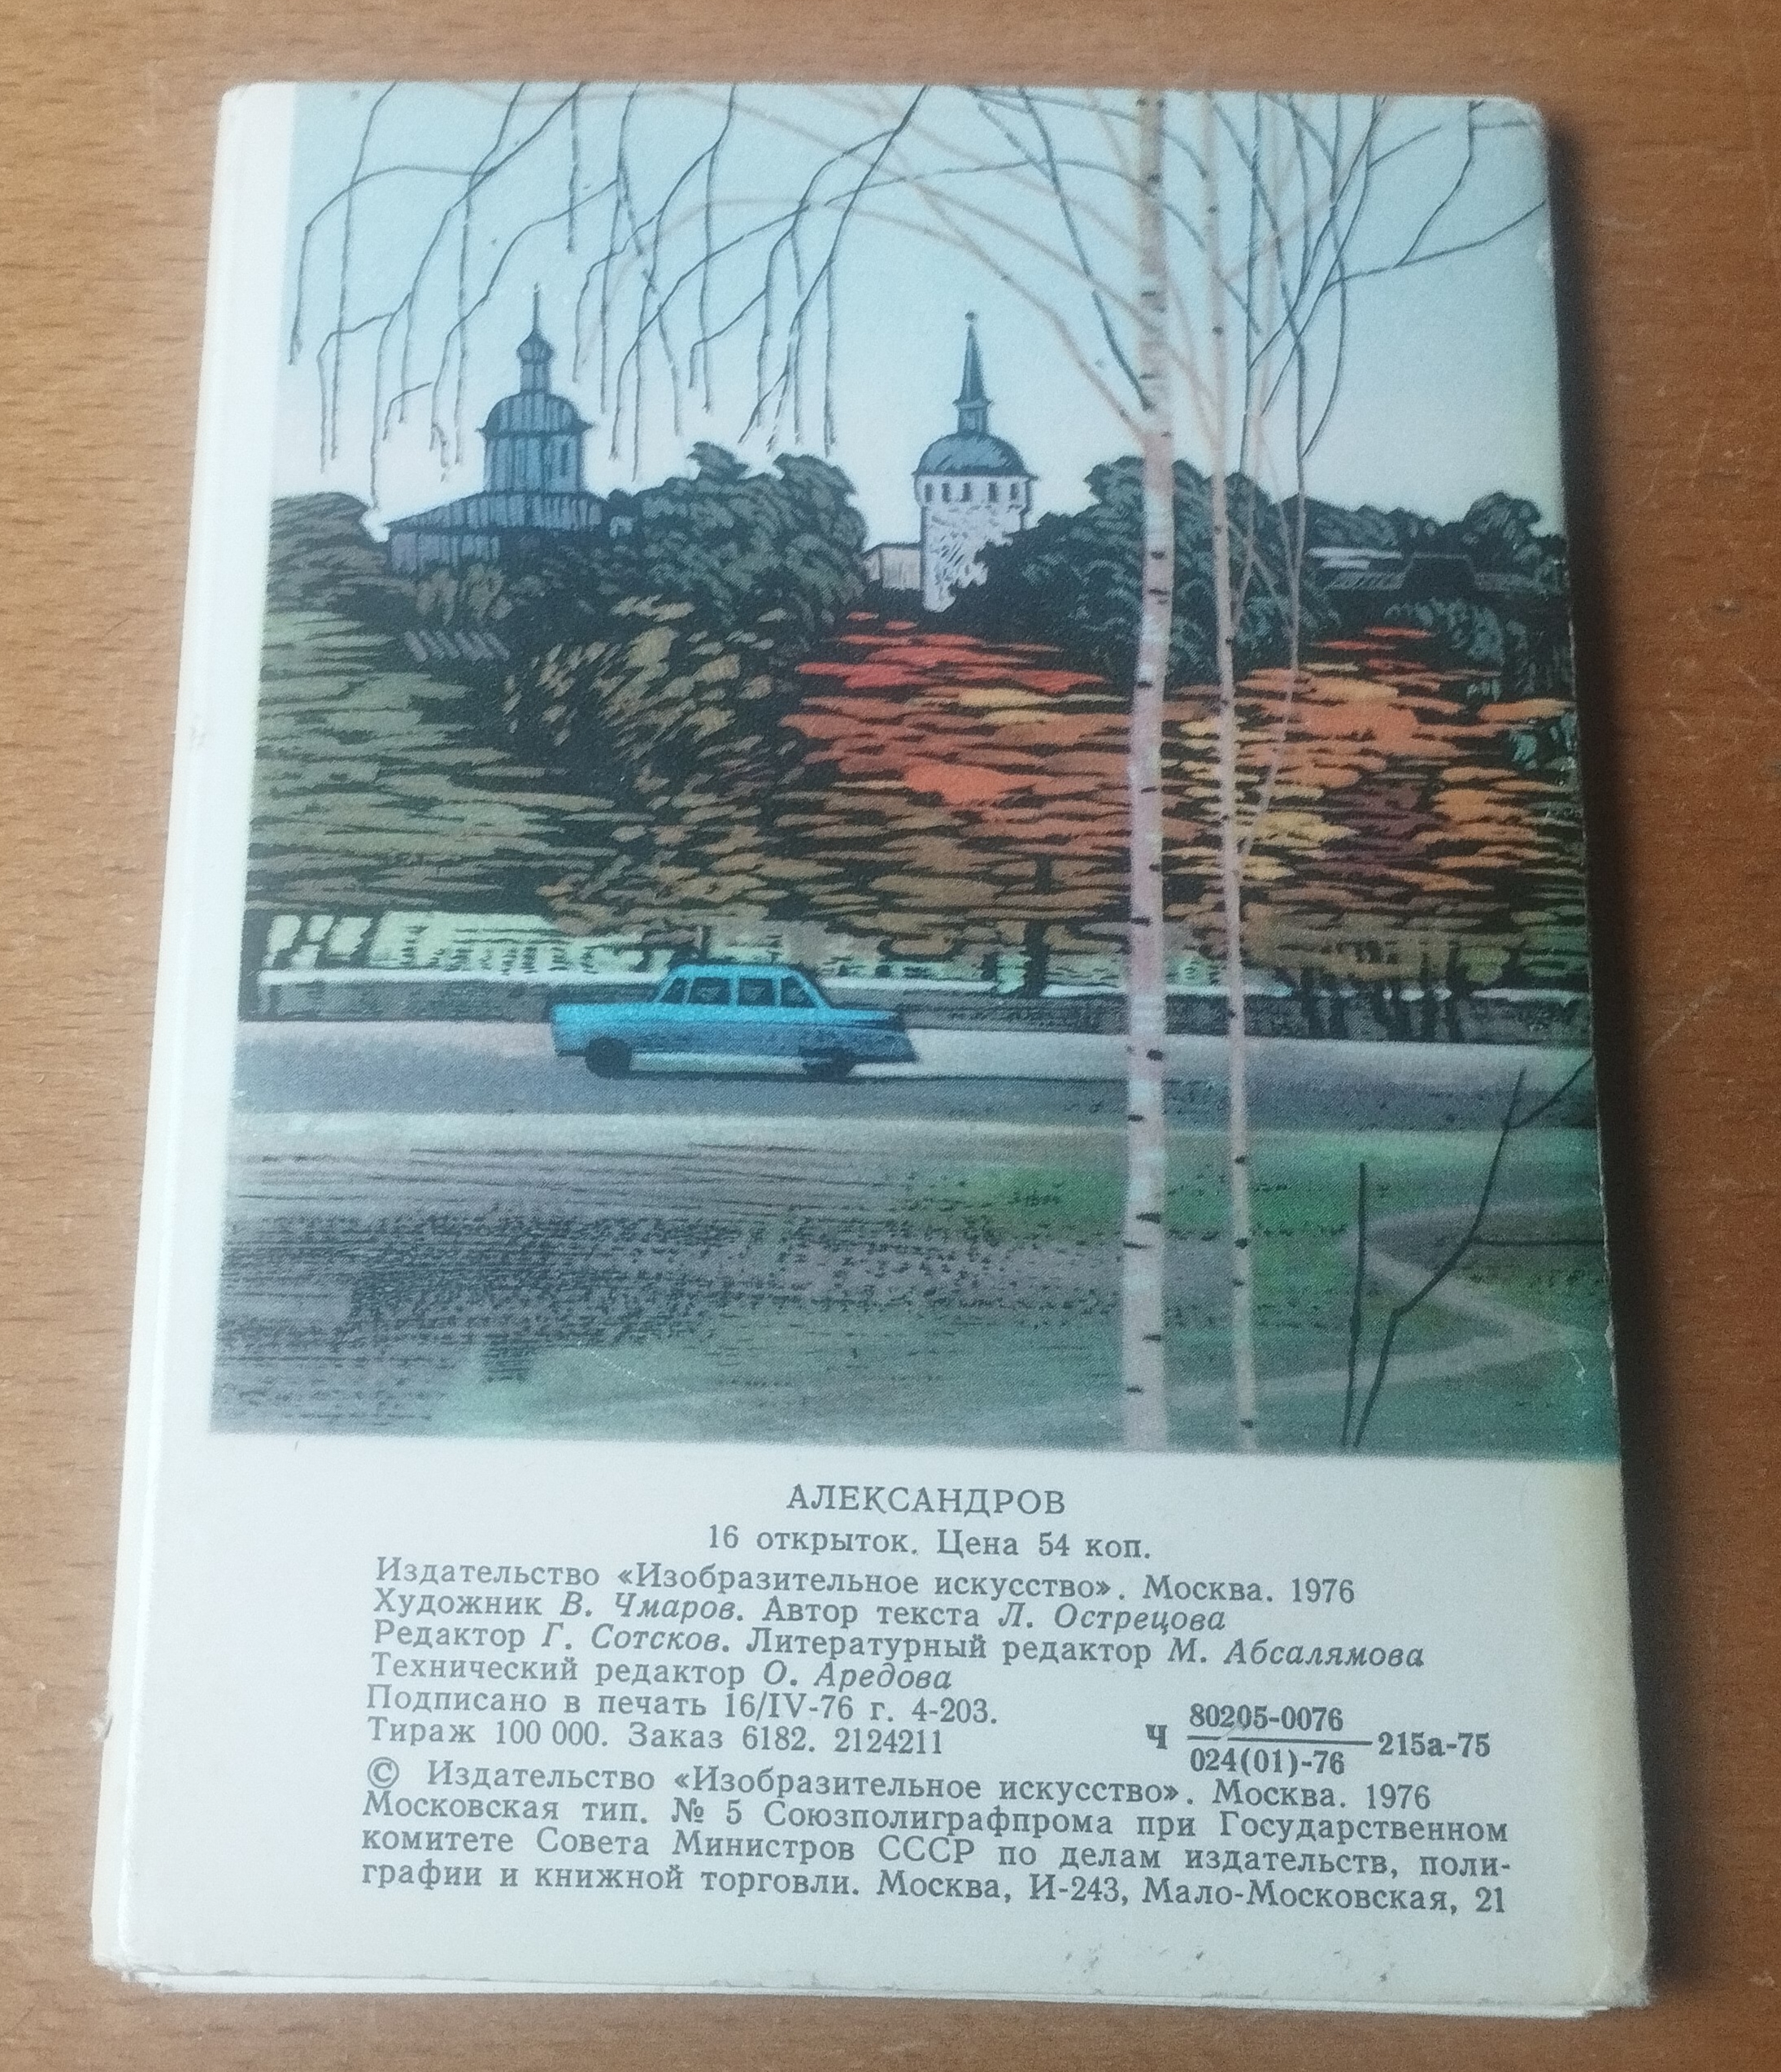 АЛЕКСАНДРОВ
16 открыток. Цена 54 коп.
Издательство «Изобразительное искусство». Москва. 1976
Художник В. Чмаров. Автор текста Л. Острецова
Редактор Г. Сотсков. Литературный редактор М. Абсалямова
Технический редактор О. Аредова
Подписано в печать 16/IV-76 г. 4-203.
Тираж 100 000. Заказ 6182. 2124211
80205-0076
Ч 215а-75
024(01)-76
© Издательство «Изобразительное искусство». Москва. 1976
Московская тип. № 5 Союзполиграфпрома при Государственном
комитете Совета Министров СССР по делам издательств, поли-
графии и книжной торговли. Москва, И-243, Мало-Московская, 21